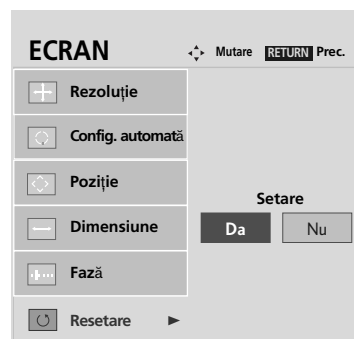 ECRAN Mutare RETURN Prec.
Rezoluție
Config. automată
Poziție
Setare
Dimensiune Da Nu
Fază
Resetare